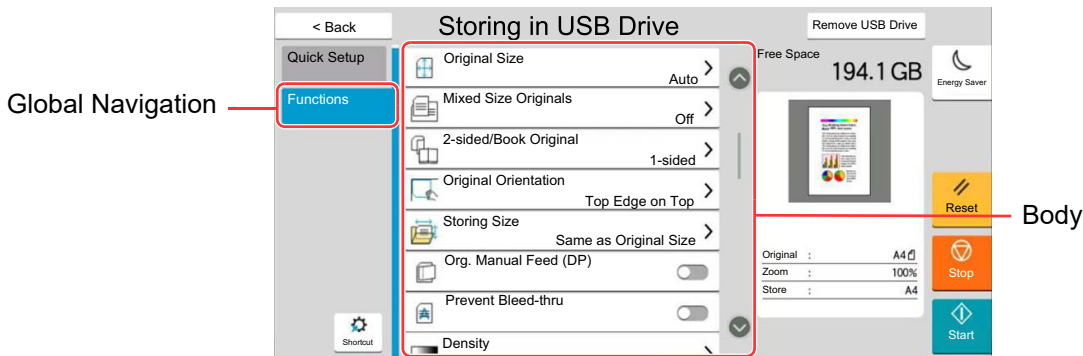 < Back
Storing in USB Drive
Remove USB Drive
Quick Setup
Functions
Shortcut
Global Navigation
Original Size
Auto
Mixed Size Originals
Off
2-sided/Book Original
1-sided
Original Orientation
Top Edge on Top
Storing Size
Same as Original Size
Org. Manual Feed (DP)
Prevent Bleed-thru
Density
Free Space
194.1 GB
Original : A4
Zoom : 100%
Store : A4
Energy Saver
Reset
Stop
Start
Body